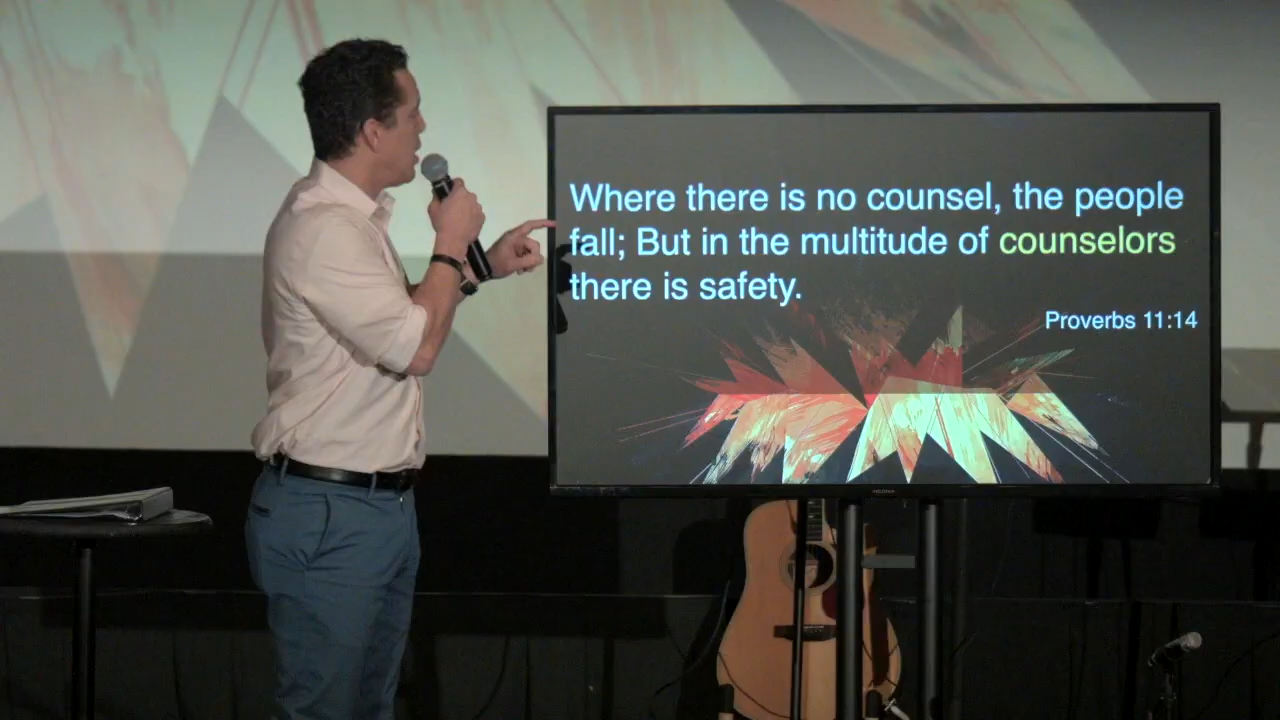 Where there is no counsel, the people
fall; But in the multitude of counselors
there is safety.
Proverbs 11:14